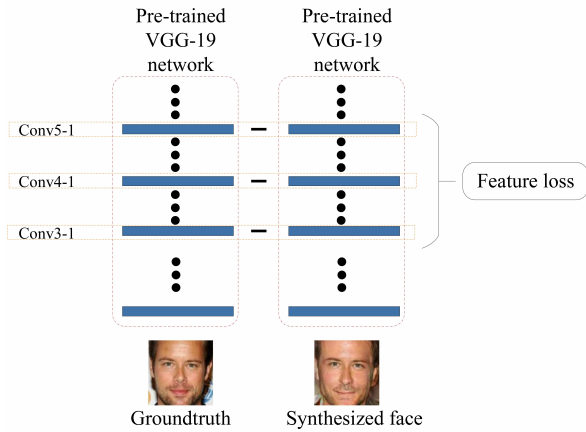 Pre-trained
VGG-19
network
Pre-trained
VGG-19
network
Conv5-1
Conv4-1
Conv3-1
Feature loss
Groundtruth
Synthesized face